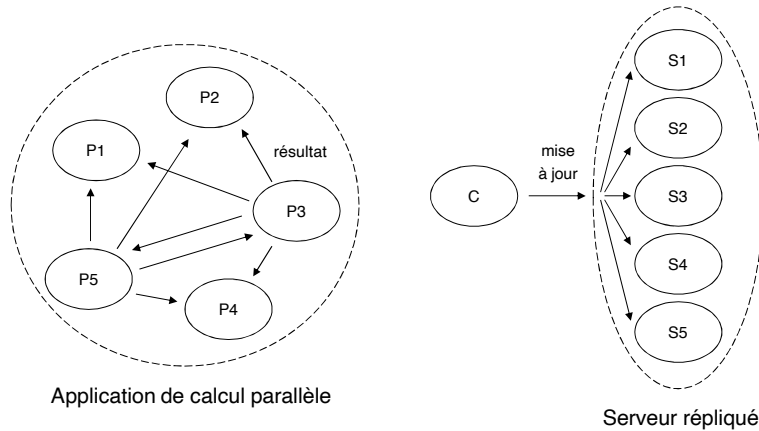 P2
P1
résultat
P3
P5
P4
Application de calcul parallèle
C
mise
à jour
S1
S2
S3
S4
S5
Serveur répliqué